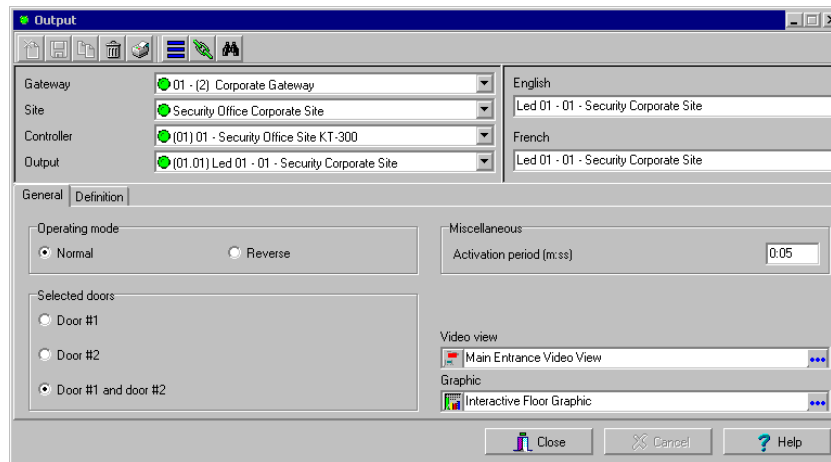 Output
Gateway
01 - (2) Corporate Gateway
Site
Security Office Corporate Site
Controller
(01) 01 - Security Office Site KT-300
Output
(01.01) Led 01 - 01 - Security Corporate Site
English
Led 01 - 01 - Security Corporate Site
French
Led 01 - 01 - Security Corporate Site
General
Definition
Operating mode
Normal
Reverse
Selected doors
Door #1
Door #2
Door #1 and door #2
Miscellaneous
Activation period (m:ss)
0:05
Video view
Main Entrance Video View
Graphic
Interactive Floor Graphic
Close
Cancel
Help